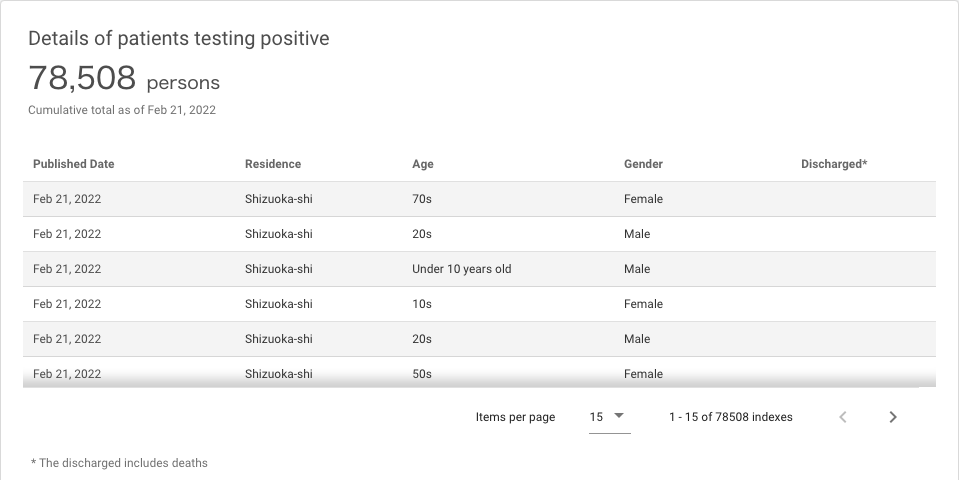 Details of patients testing positive
78,508 persons
Cumulative total as of Feb 21, 2022
Published Date Residence Age Gender Discharged*
Feb 21, 2022 Shizuoka-shi 70s Female
Feb 21, 2022 Shizuoka-shi 20s Male
Feb 21, 2022 Shizuoka-shi Under 10 years old Male
Feb 21, 2022 Shizuoka-shi 10s Female
Feb 21, 2022 Shizuoka-shi 20s Male
Feb 21, 2022 Shizuoka-shi 50s Female
Items per page 15 1 - 15 of 78508 indexes
* The discharged includes deaths